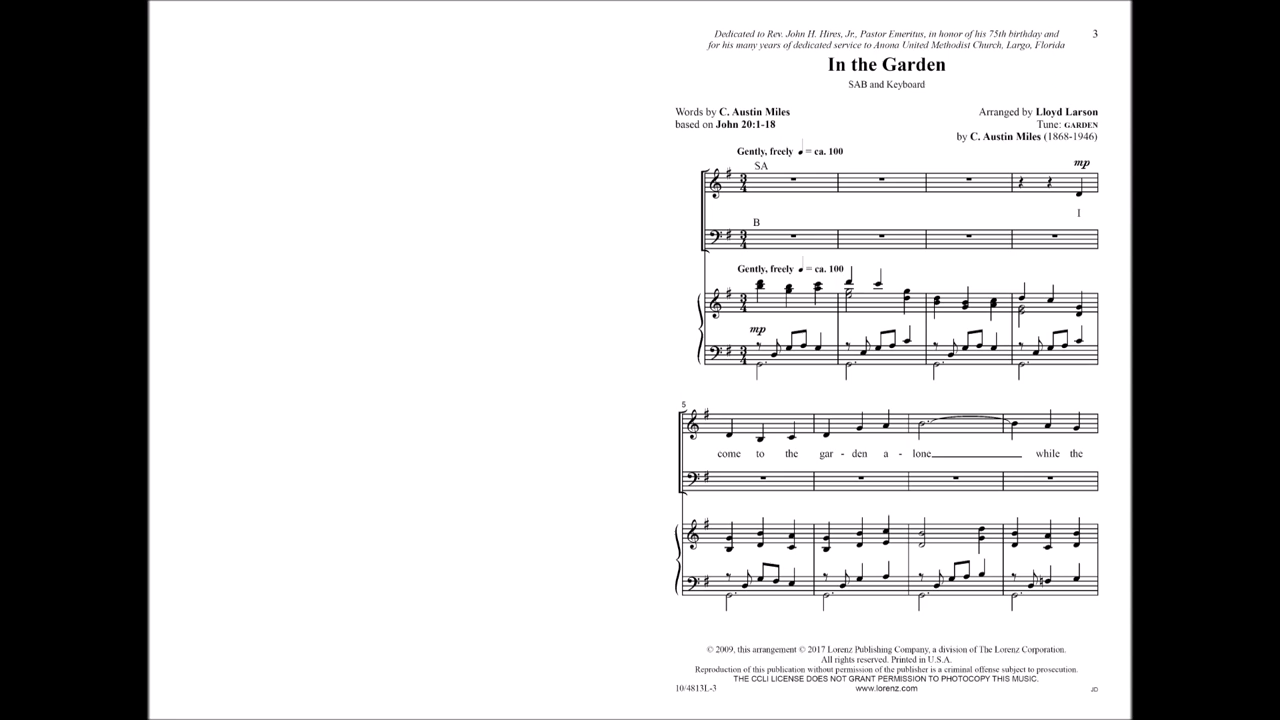 Dedicated to Rev. John H. Hires, Jr., Pastor Emeritus, in honor of his 75th birthday and
for his many years of dedicated service to Anona United Methodist Church, Largo, Florida
3
In the Garden
SAB and Keyboard
Words by C. Austin Miles
based on John 20:1-18
Arranged by Lloyd Larson
Tune: GARDEN
by C. Austin Miles (1868-1946)
Gently, freely ♩ = ca. 100
SA
mp
I
B
Gently, freely ♩ = ca. 100
mp
5
come to the gar - den a - lone while the
© 2009, this arrangement © 2017 Lorenz Publishing Company, a division of The Lorenz Corporation.
All rights reserved. Printed in U.S.A.
Reproduction of this publication without permission of the publisher is a criminal offense subject to prosecution.
THE CCLI LICENSE DOES NOT GRANT PERMISSION TO PHOTOCOPY THIS MUSIC.
10/4813L-3
www.lorenz.com
JD